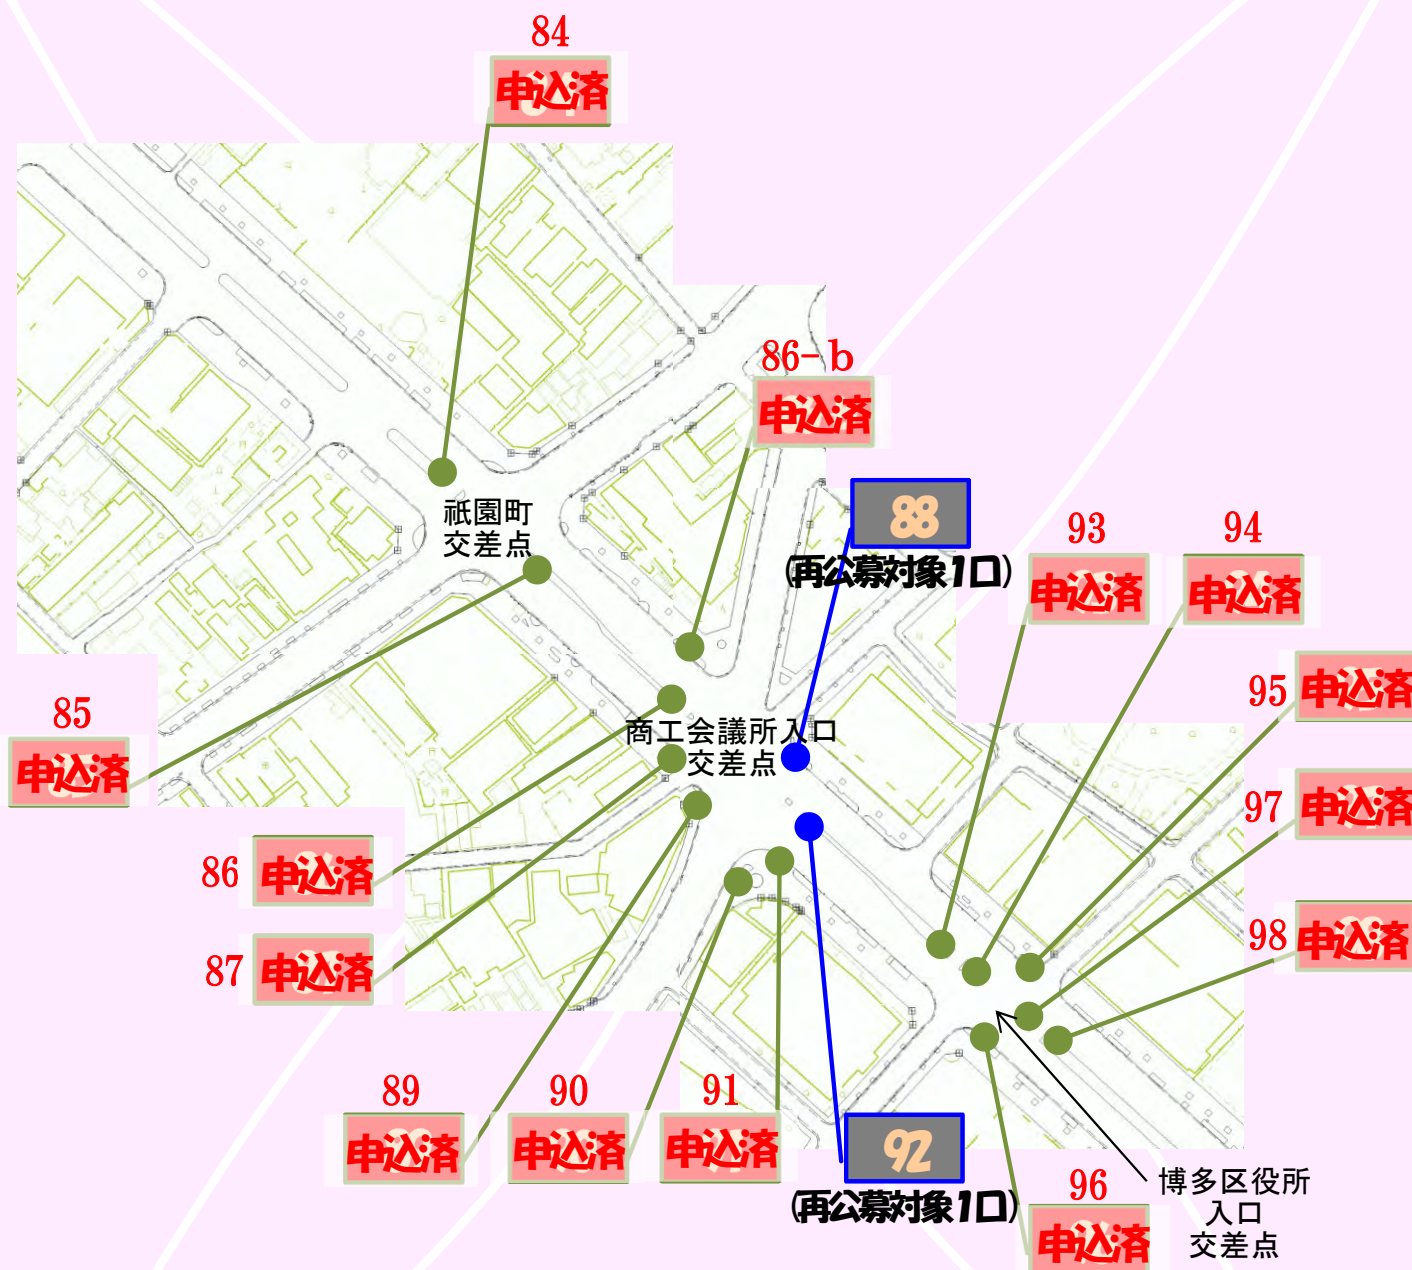 84
申込済
86-b
申込済
88
(再公募対象1口)
祇園町
交差点
93
申込済
94
申込済
95
申込済
85
申込済
商工会議所入口
交差点
97
申込済
86
申込済
98
申込済
87
申込済
89
申込済
90
申込済
91
申込済
92
(再公募対象1口)
96
申込済
博多区役所
入口
交差点